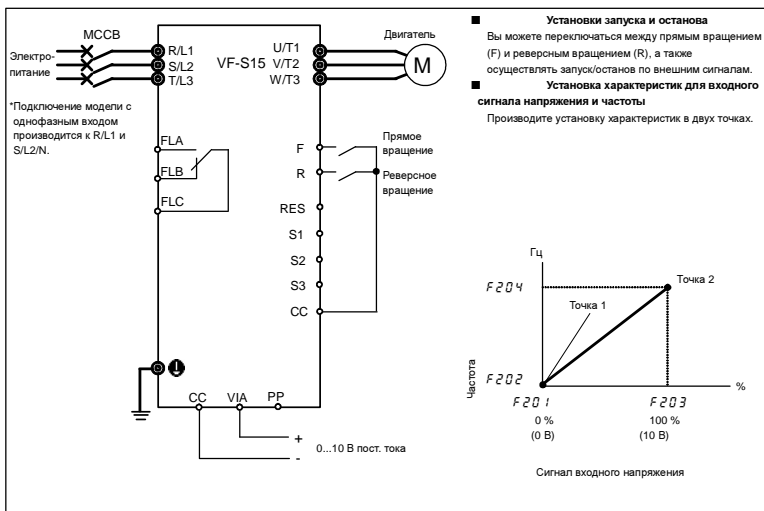 MCCB
Электро-
питание
R/L1
S/L2
T/L3
VF-S15
U/T1
V/T2
W/T3
Двигатель
M
*Подключение модели с
однофазным входом
производится к R/L1 и
S/L2/N.
FLA
FLB
FLC
F
R
RES
S1
S2
S3
CC
Прямое
вращение
Реверсное
вращение
CC
VIA
PP
+
-
0...10 В пост. тока
■ Установки запуска и останова
Вы можете переключаться между прямым вращением
(F) и реверсным вращением (R), а также
осуществлять запуск/останов по внешним сигналам.
■ Установка характеристик для входного
сигнала напряжения и частоты
Производите установку характеристик в двух точках.
Гц
F204
Точка 2
Точка 1
Частота
F202
%
F201
F203
0 %
100 %
(0 В)
(10 В)
Сигнал входного напряжения